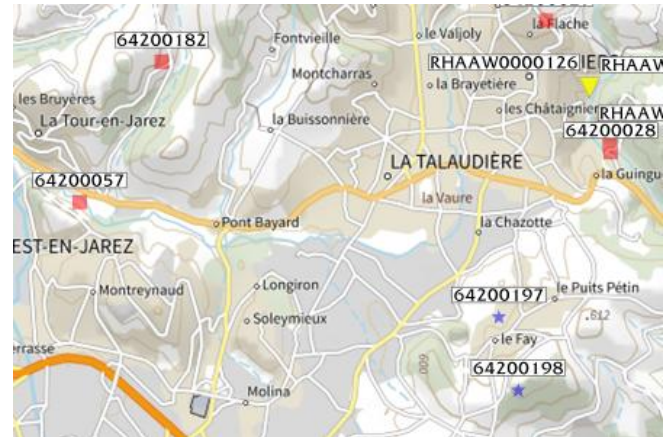 la Flache
le Valjoly
64200182
Fontvieille
RHAAW0000126
RHAAW
Montcharras
la Brayetière
les Bruyères
les Châtaignier
La Tour-en-Jarez
la Buissonnière
RHAAW
64200028
LA TALAUDIÈRE
la Guingu
64200057
la Vaure
Pont Bayard
la Chazotte
EST-EN-JAREZ
Montreynaud
Longiron
64200197
le Puits Pétin
Soleymieux
.612
errasse
le Fay
600
64200198
Molina